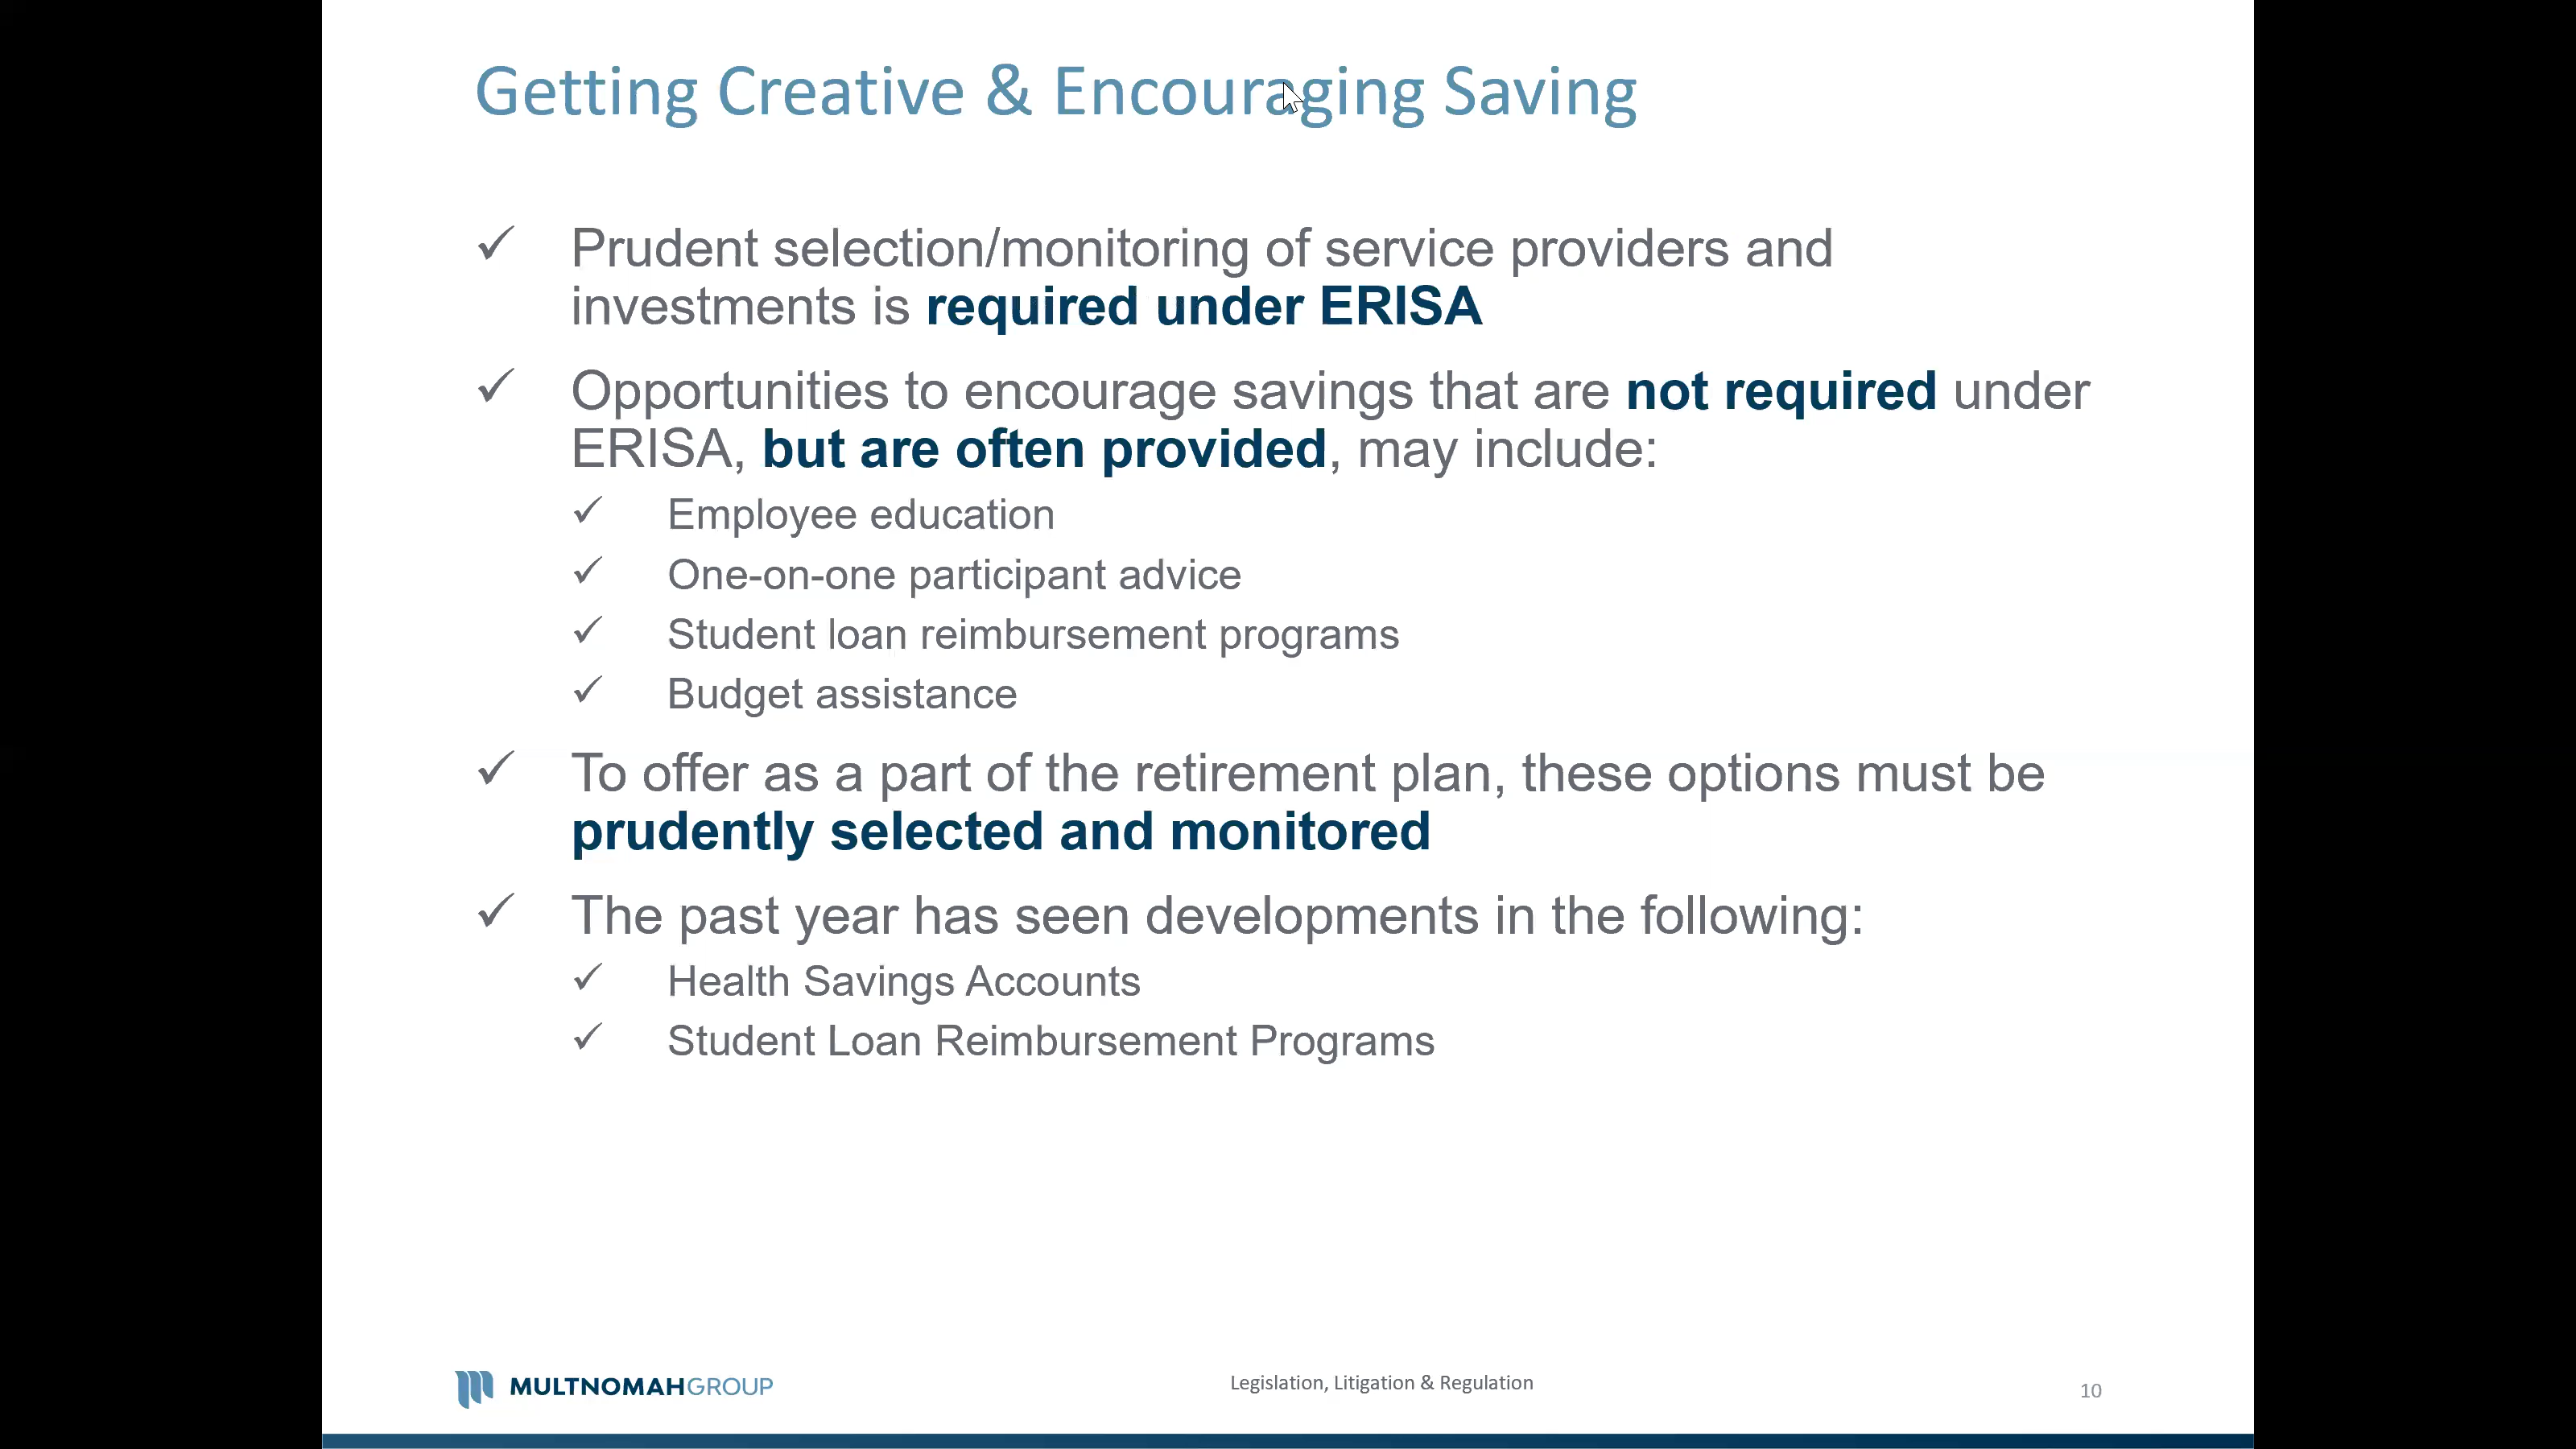 Getting Creative & Encouraging Saving
✓ Prudent selection/monitoring of service providers and
investments is required under ERISA
✓ Opportunities to encourage savings that are not required under
ERISA, but are often provided, may include:
✓ Employee education
✓ One-on-one participant advice
✓ Student loan reimbursement programs
✓ Budget assistance
✓ To offer as a part of the retirement plan, these options must be
prudently selected and monitored
✓ The past year has seen developments in the following:
✓ Health Savings Accounts
✓ Student Loan Reimbursement Programs
MULTNOMAHGROUP
Legislation, Litigation & Regulation
10